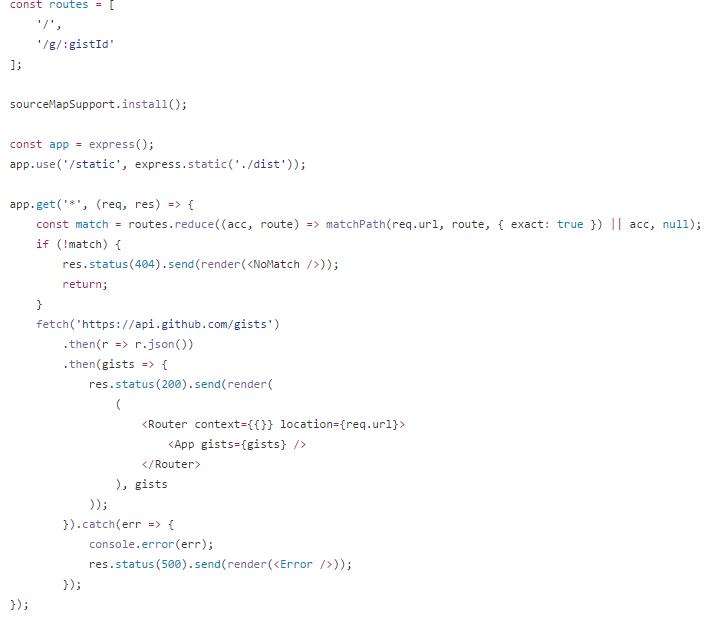 const routes = [
    '/',
    '/g/:gistId'
];

sourceMapSupport.install();

const app = express();
app.use('/static', express.static('./dist'));

app.get('*', (req, res) => {
    const match = routes.reduce((acc, route) => matchPath(req.url, route, { exact: true }) || acc, null);
    if (!match) {
        res.status(404).send(render(<NoMatch />));
        return;
    }
    fetch('https://api.github.com/gists')
        .then(r => r.json())
        .then(gists => {
            res.status(200).send(render(
                (
                    <Router context={{}} location={req.url}>
                        <App gists={gists} />
                    </Router>
                ), gists
            ));
        }).catch(err => {
            console.error(err);
            res.status(500).send(render(<Error />));
        });
});